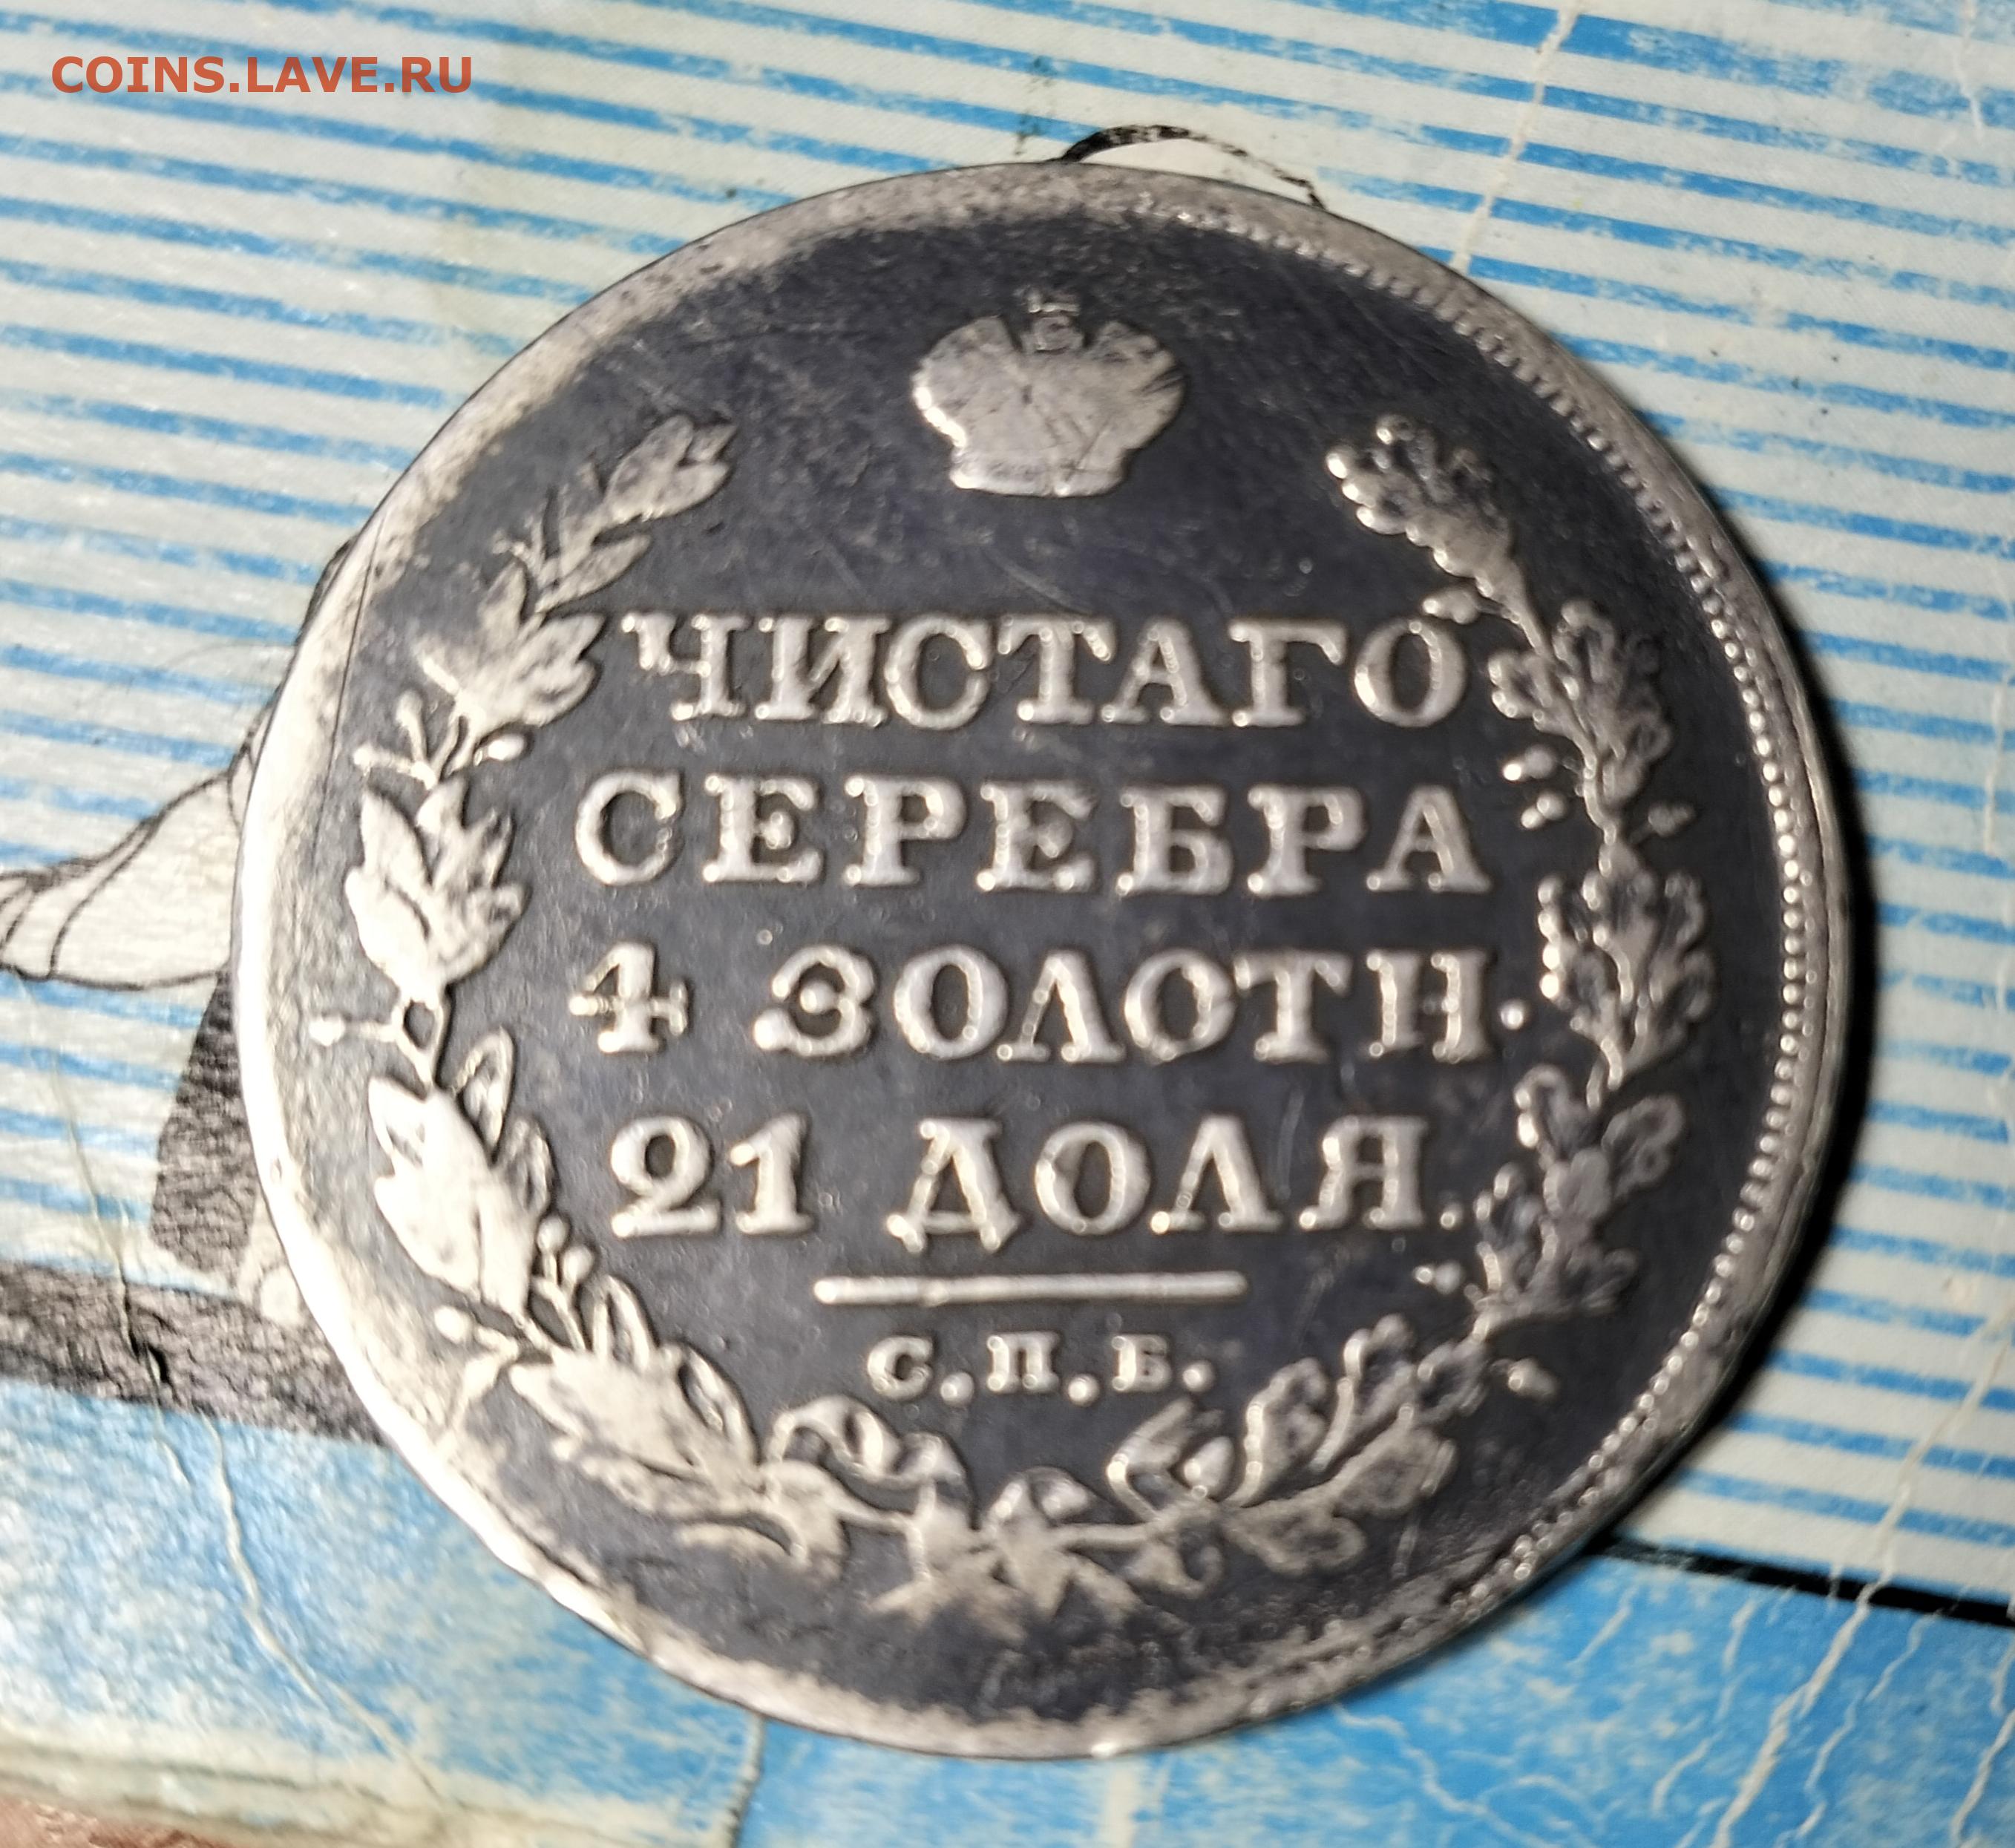 COINS.LAVE.RU
ЧИСТАГО
СЕРЕБРА
4 ЗОЛОТН.
21 ДОЛЯ.
С.П.Б.